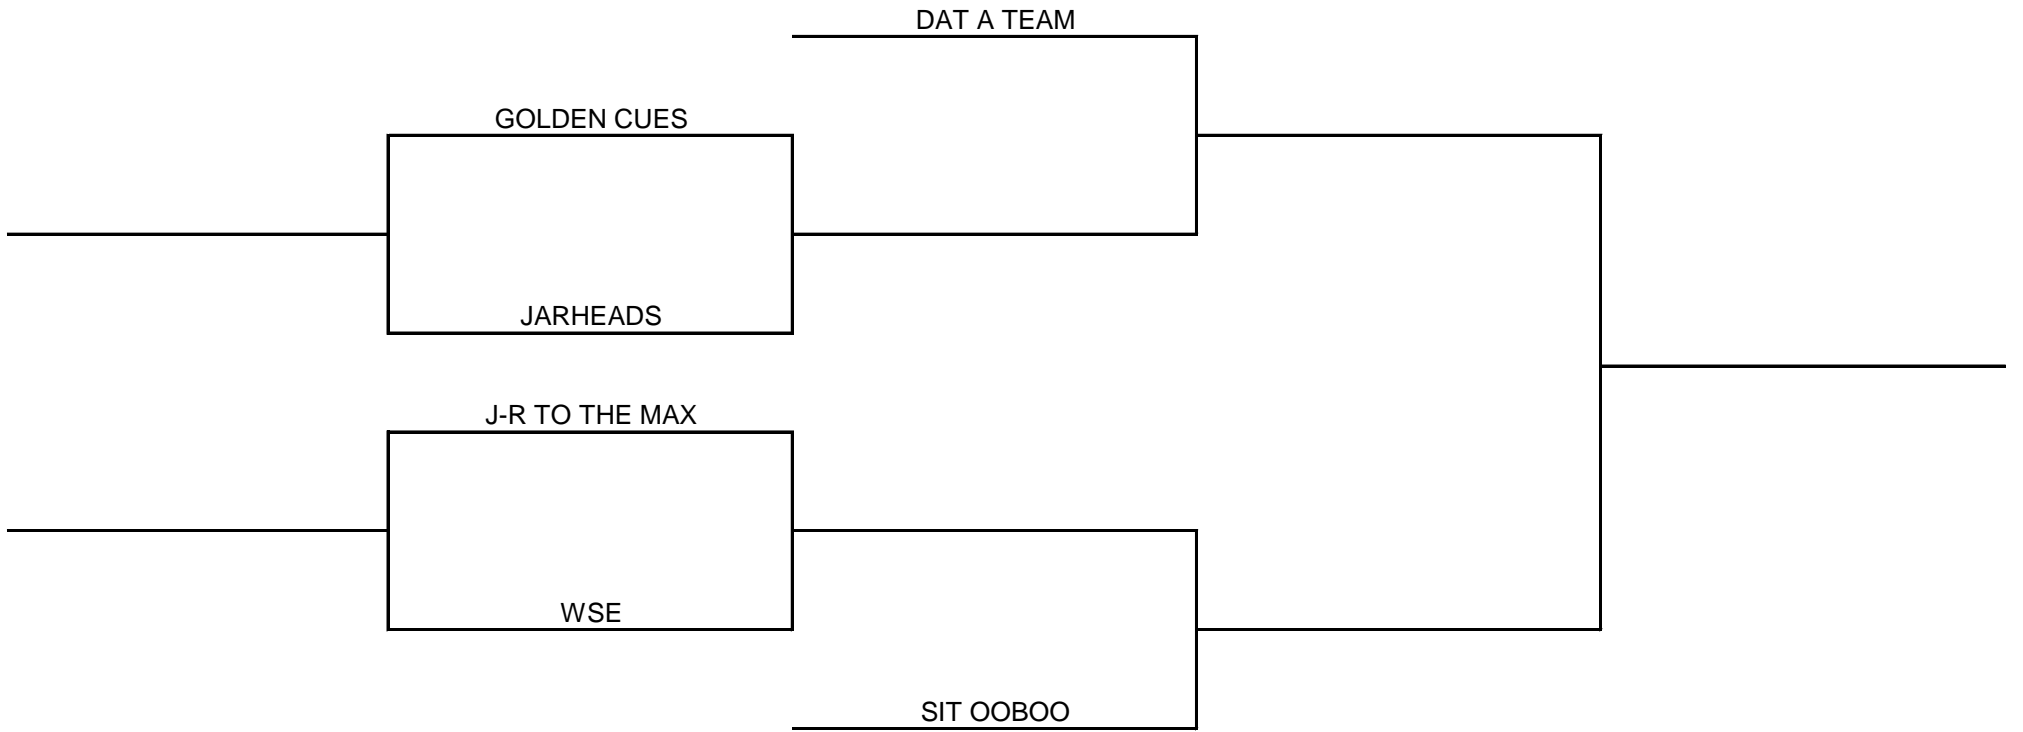 DAT A TEAM
GOLDEN CUES
JARHEADS
J-R TO THE MAX
WSE
SIT OOBOO